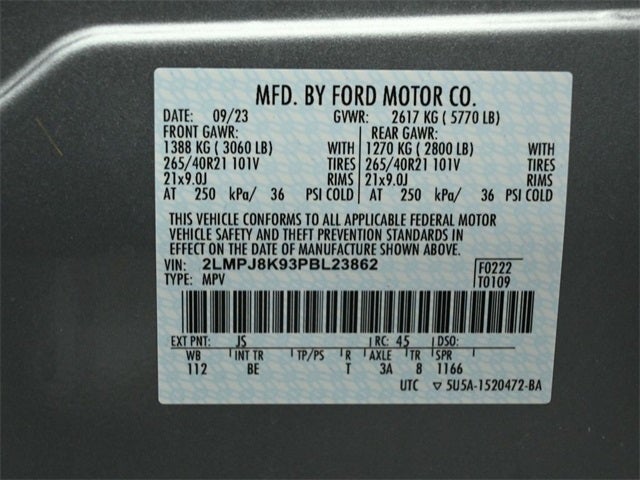 MFD. BY FORD MOTOR CO.
DATE: 09/23 GVWR: 2617 KG ( 5770 LB)
FRONT GAWR: REAR GAWR:
1388 KG ( 3060 LB) WITH 1270 KG ( 2800 LB) WITH
265/40R21 101V TIRES 265/40R21 101V TIRES
21x9.0J RIMS 21x9.0J RIMS
AT 250 kPa/ 36 PSI COLD AT 250 kPa/ 36 PSI COLD
THIS VEHICLE CONFORMS TO ALL APPLICABLE FEDERAL MOTOR
VEHICLE SAFETY AND THEFT PREVENTION STANDARDS IN
EFFECT ON THE DATE OF MANUFACTURE SHOWN ABOVE.
VIN: 2LMPJ8K93PBL23862 F0222
TYPE: MPV T0109
EXT PNT: JS RC: 45 DSO:
WB INT TR TP/PS R AXLE TR SPR
112 BE T 3A 8 1166
UTC ▽ 5U5A-1520472-BA